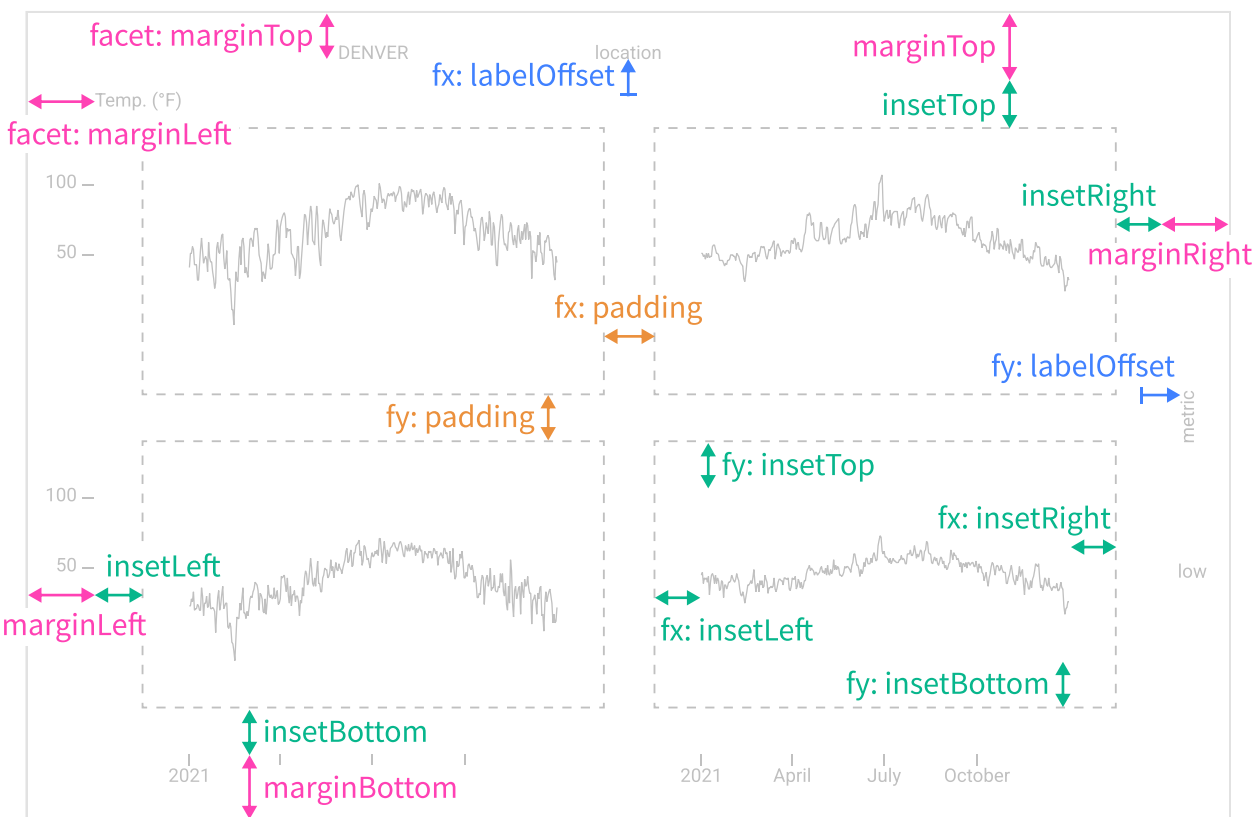 facet: marginTop
DENVER
location
marginTop
fx: labelOffset
Temp. (°F)
insetTop
facet: marginLeft
100
insetRight
50
marginRight
fx: padding
fy: labelOffset
fy: padding
metric
fy: insetTop
100
fx: insetRight
50
insetLeft
low
marginLeft
fx: insetLeft
fy: insetBottom
insetBottom
2021
2021
April
July
October
marginBottom